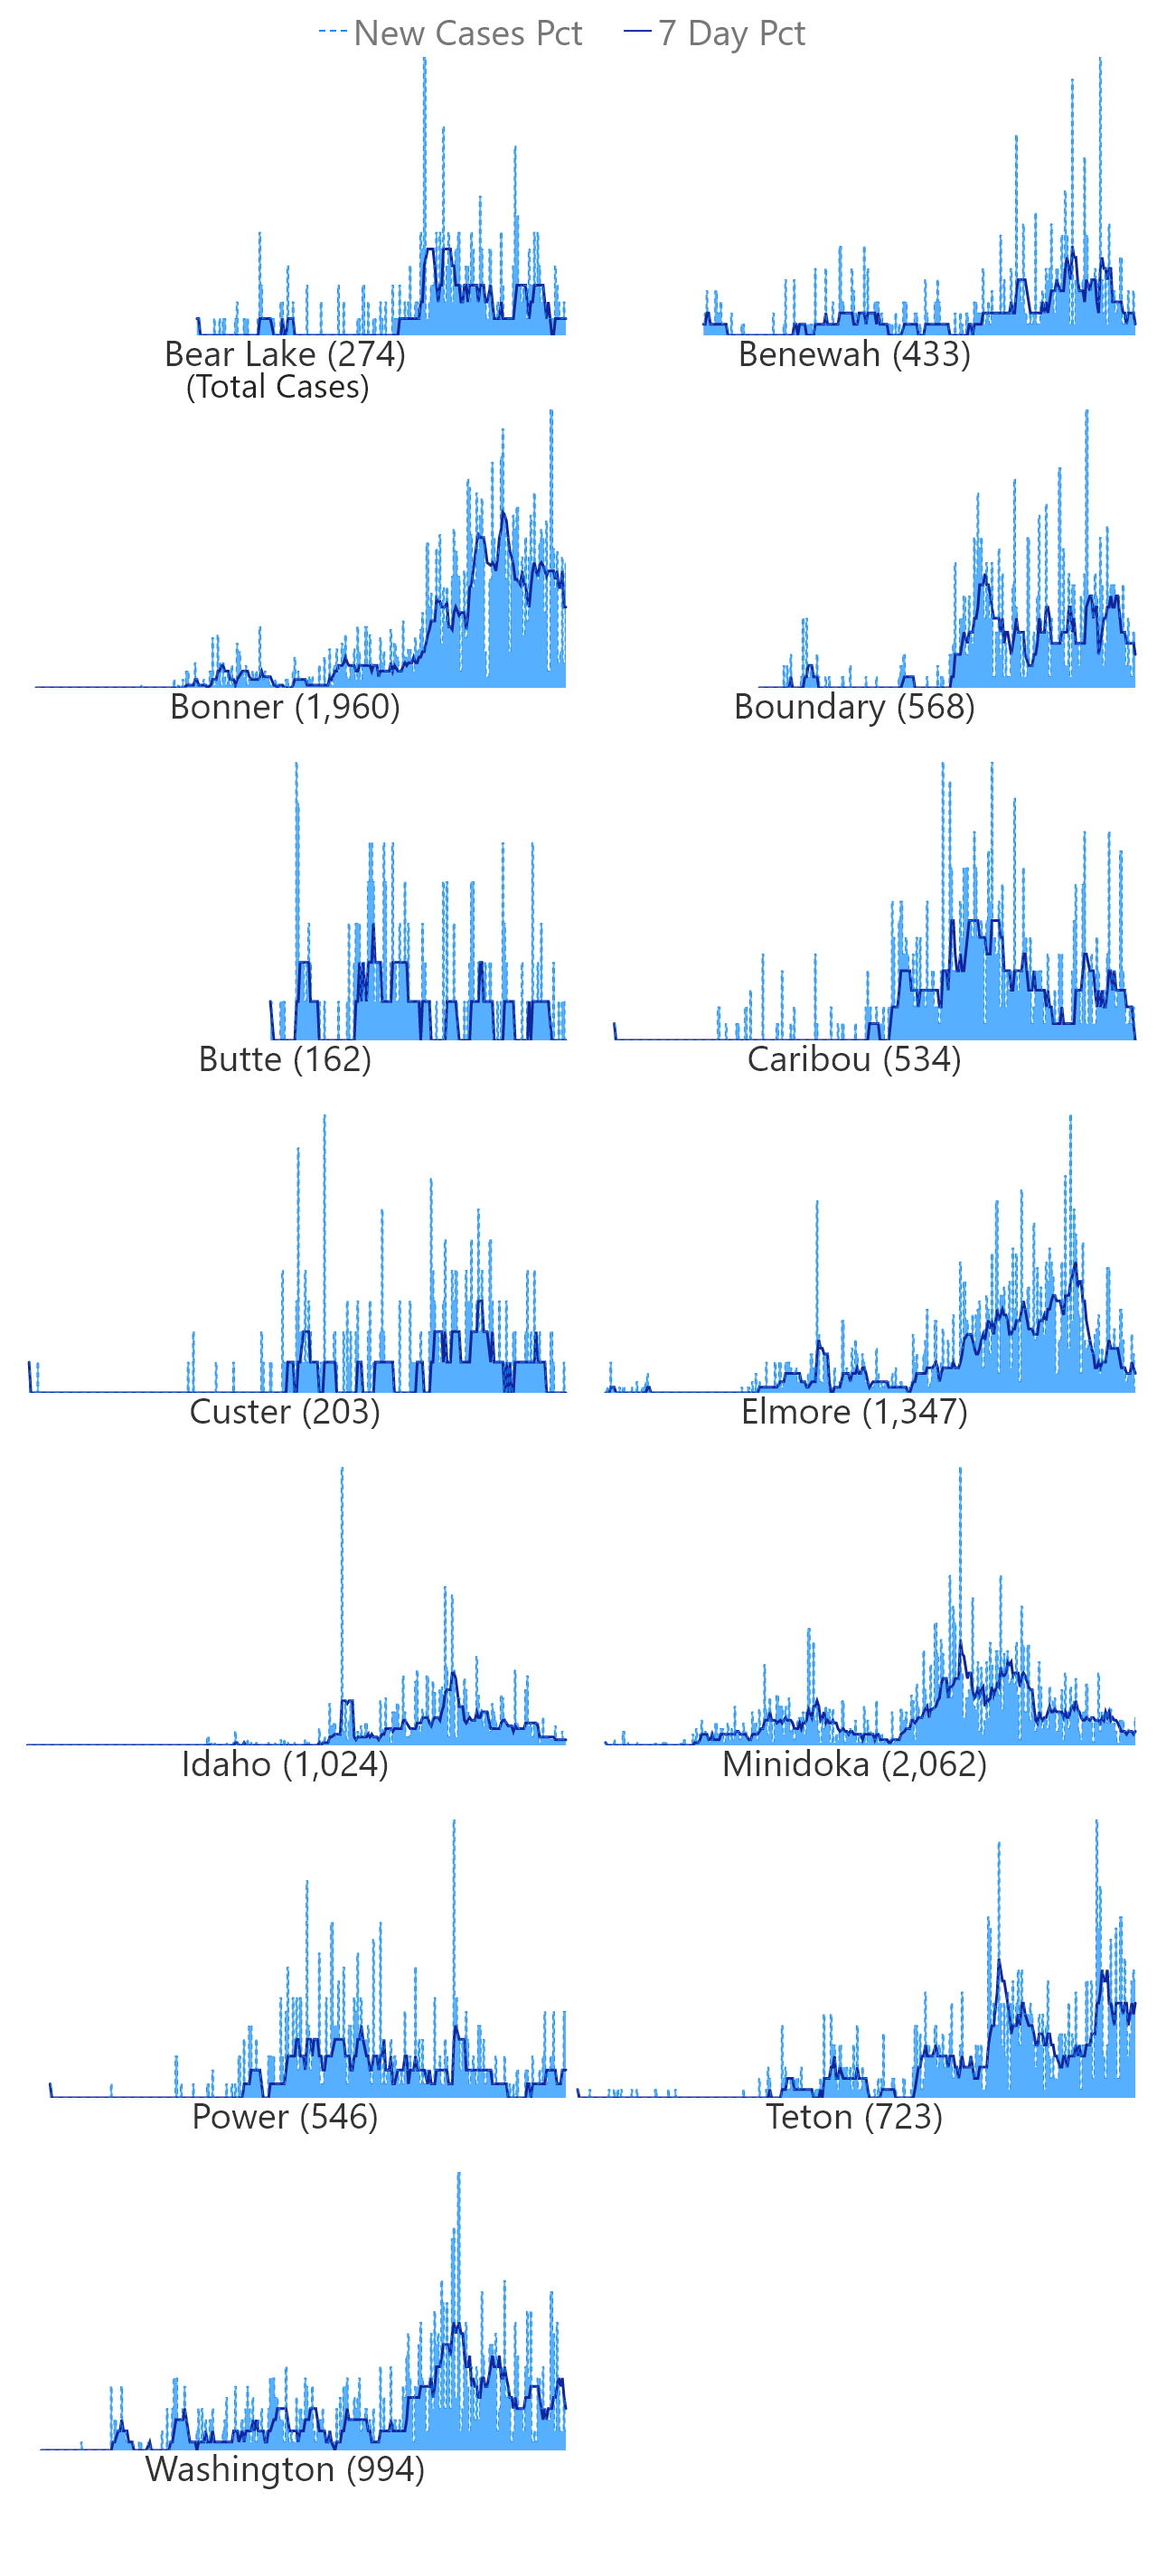 New Cases Pct 7 Day Pct
Bear Lake (274) Benewah (433)
(Total Cases)
Bonner (1,960) Boundary (568)
Butte (162) Caribou (534)
Custer (203) Elmore (1,347)
Idaho (1,024) Minidoka (2,062)
Power (546) Teton (723)
Washington (994)